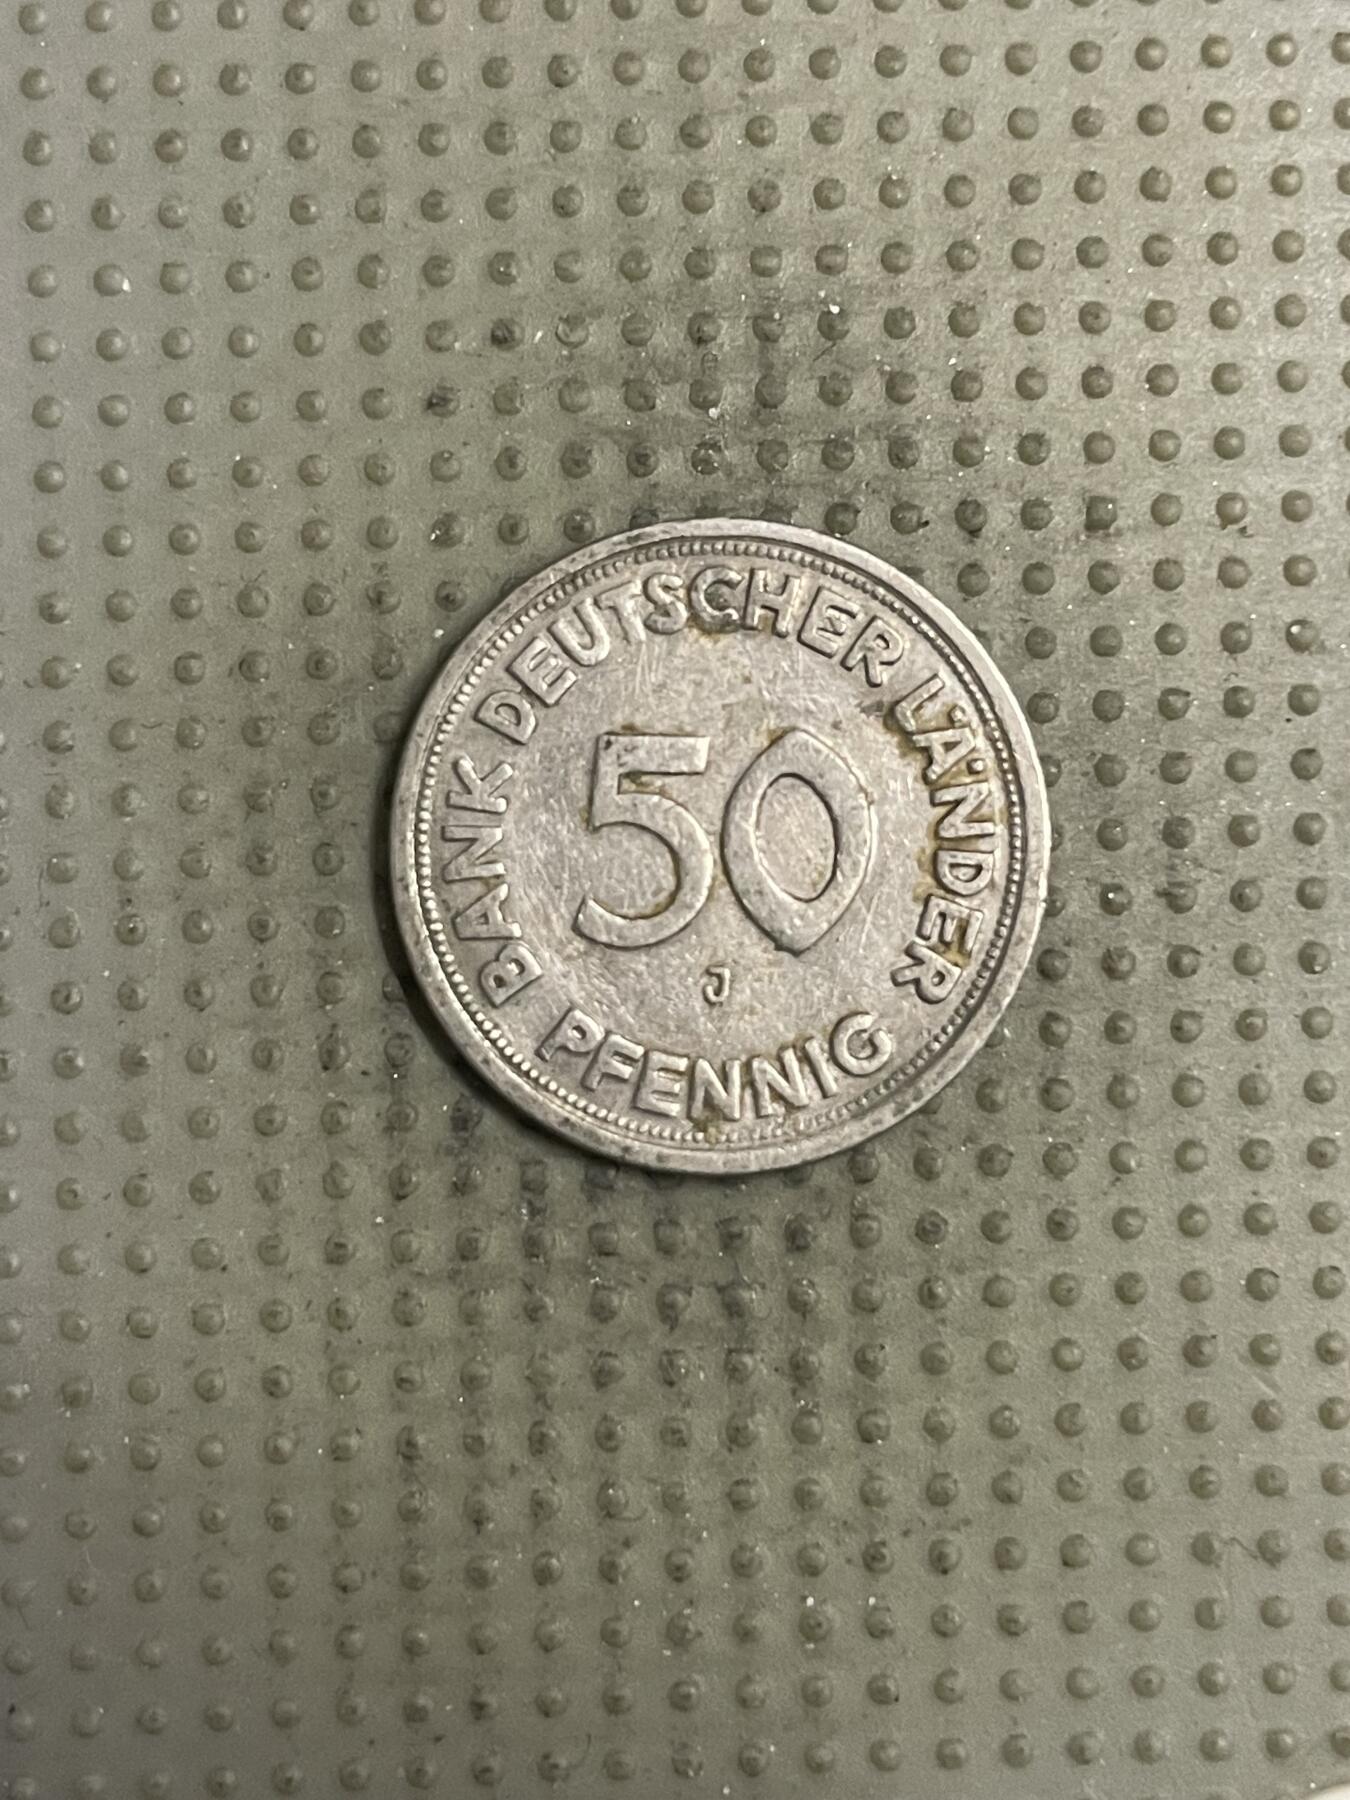 BANK DEUTSCHER LÄNDER
50
J
PFENNIG